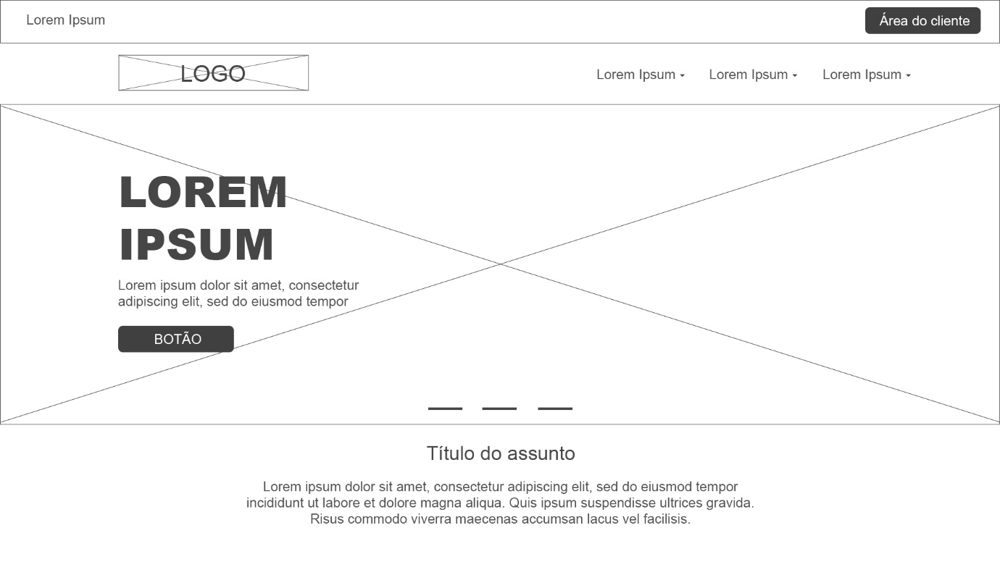 Lorem Ipsum
Área do cliente
LOGO
Lorem Ipsum
Lorem Ipsum
Lorem Ipsum
LOREM
IPSUM
Lorem ipsum dolor sit amet, consectetur
adipiscing elit, sed do eiusmod tempor
BOTÃO
Título do assunto
Lorem ipsum dolor sit amet, consectetur adipiscing elit, sed do eiusmod tempor
incididunt ut labore et dolore magna aliqua. Quis ipsum suspendisse ultrices gravida.
Risus commodo viverra maecenas accumsan lacus vel facilisis.